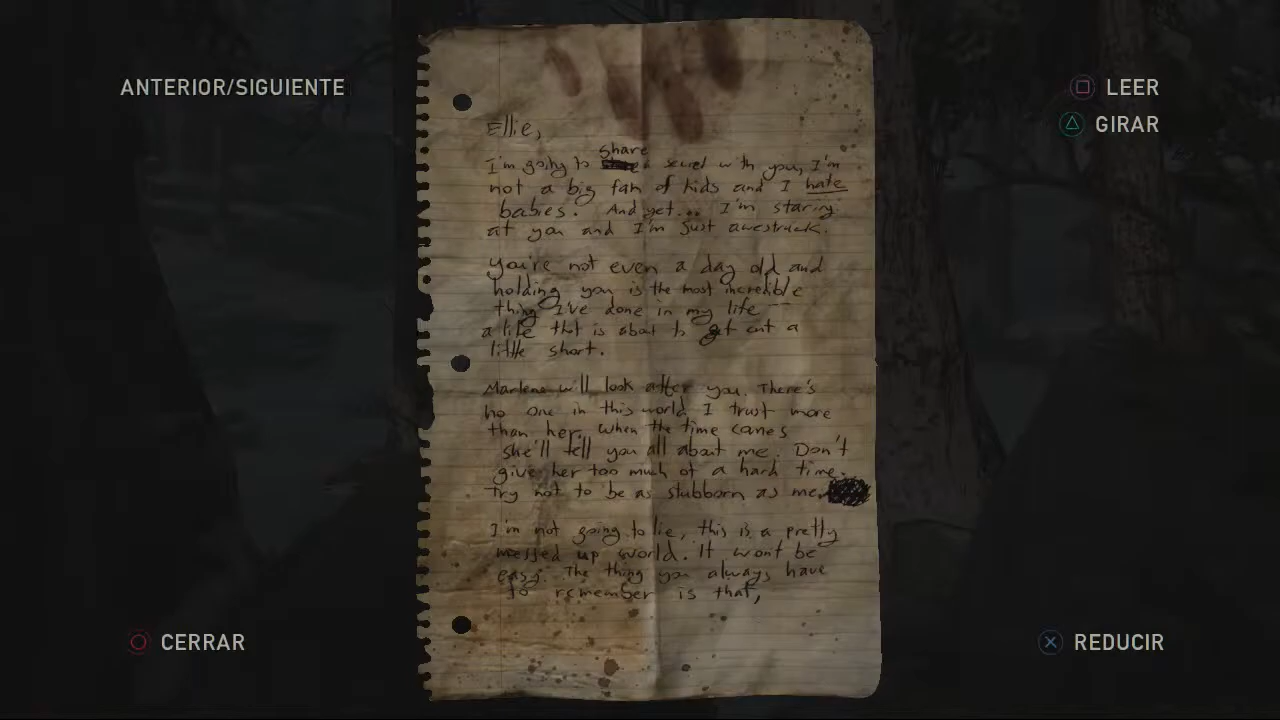 ANTERIOR/SIGUIENTE
LEER
GIRAR
Ellie,
share
I'm going to a secret with you, I'm
not a big fan of kids and I hate
babies. And yet... I'm staring
at you and I'm just awestruck.
You're not even a day old and
holding you is the most incredible
thing I've done in my life --
a life that is about to get cut a
little short.
Marlene will look after you. There's
no one in this world I trust more
than her. When the time comes
she'll tell you all about me. Don't
give her too much of a hard time.
Try not to be as stubborn as me.
I'm not going to lie, this is a pretty
messed up world. It wont be
easy. The thing you always have
to remember is that,
CERRAR
REDUCIR